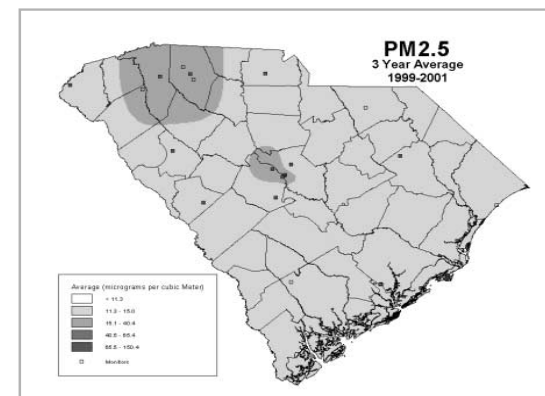 PM2.5
3 Year Average
1999-2001
Average (micrograms per cubic Meter)
< 11.3
11.3 - 15.0
15.1 - 40.4
40.5 - 65.4
65.5 - 150.4
Monitors